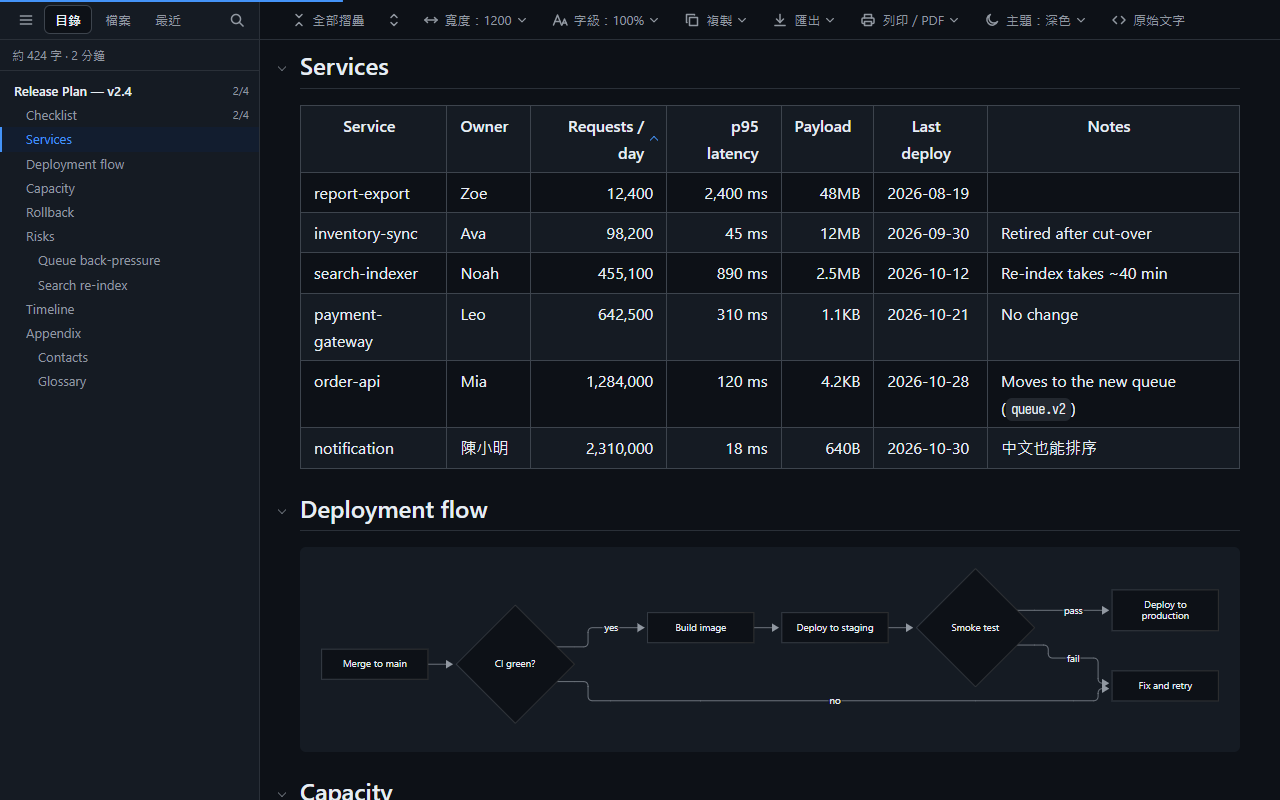 目錄 檔案 最近
全部摺疊 寬度：1200 字級：100% 複製 匯出 列印 / PDF 主題：深色 原始文字
約 424 字 · 2 分鐘
Release Plan — v2.4 2/4
Checklist 2/4
Services
Deployment flow
Capacity
Rollback
Risks
Queue back-pressure
Search re-index
Timeline
Appendix
Contacts
Glossary
Services
Service Owner Requests / day p95 latency Payload Last deploy Notes
report-export Zoe 12,400 2,400 ms 48MB 2026-08-19
inventory-sync Ava 98,200 45 ms 12MB 2026-09-30 Retired after cut-over
search-indexer Noah 455,100 890 ms 2.5MB 2026-10-12 Re-index takes ~40 min
payment-gateway Leo 642,500 310 ms 1.1KB 2026-10-21 No change
order-api Mia 1,284,000 120 ms 4.2KB 2026-10-28 Moves to the new queue (queue.v2)
notification 陳小明 2,310,000 18 ms 640B 2026-10-30 中文也能排序
Deployment flow
Merge to main
CI green?
yes
Build image
Deploy to staging
Smoke test
pass
Deploy to
production
fail
Fix and retry
no
Capacity